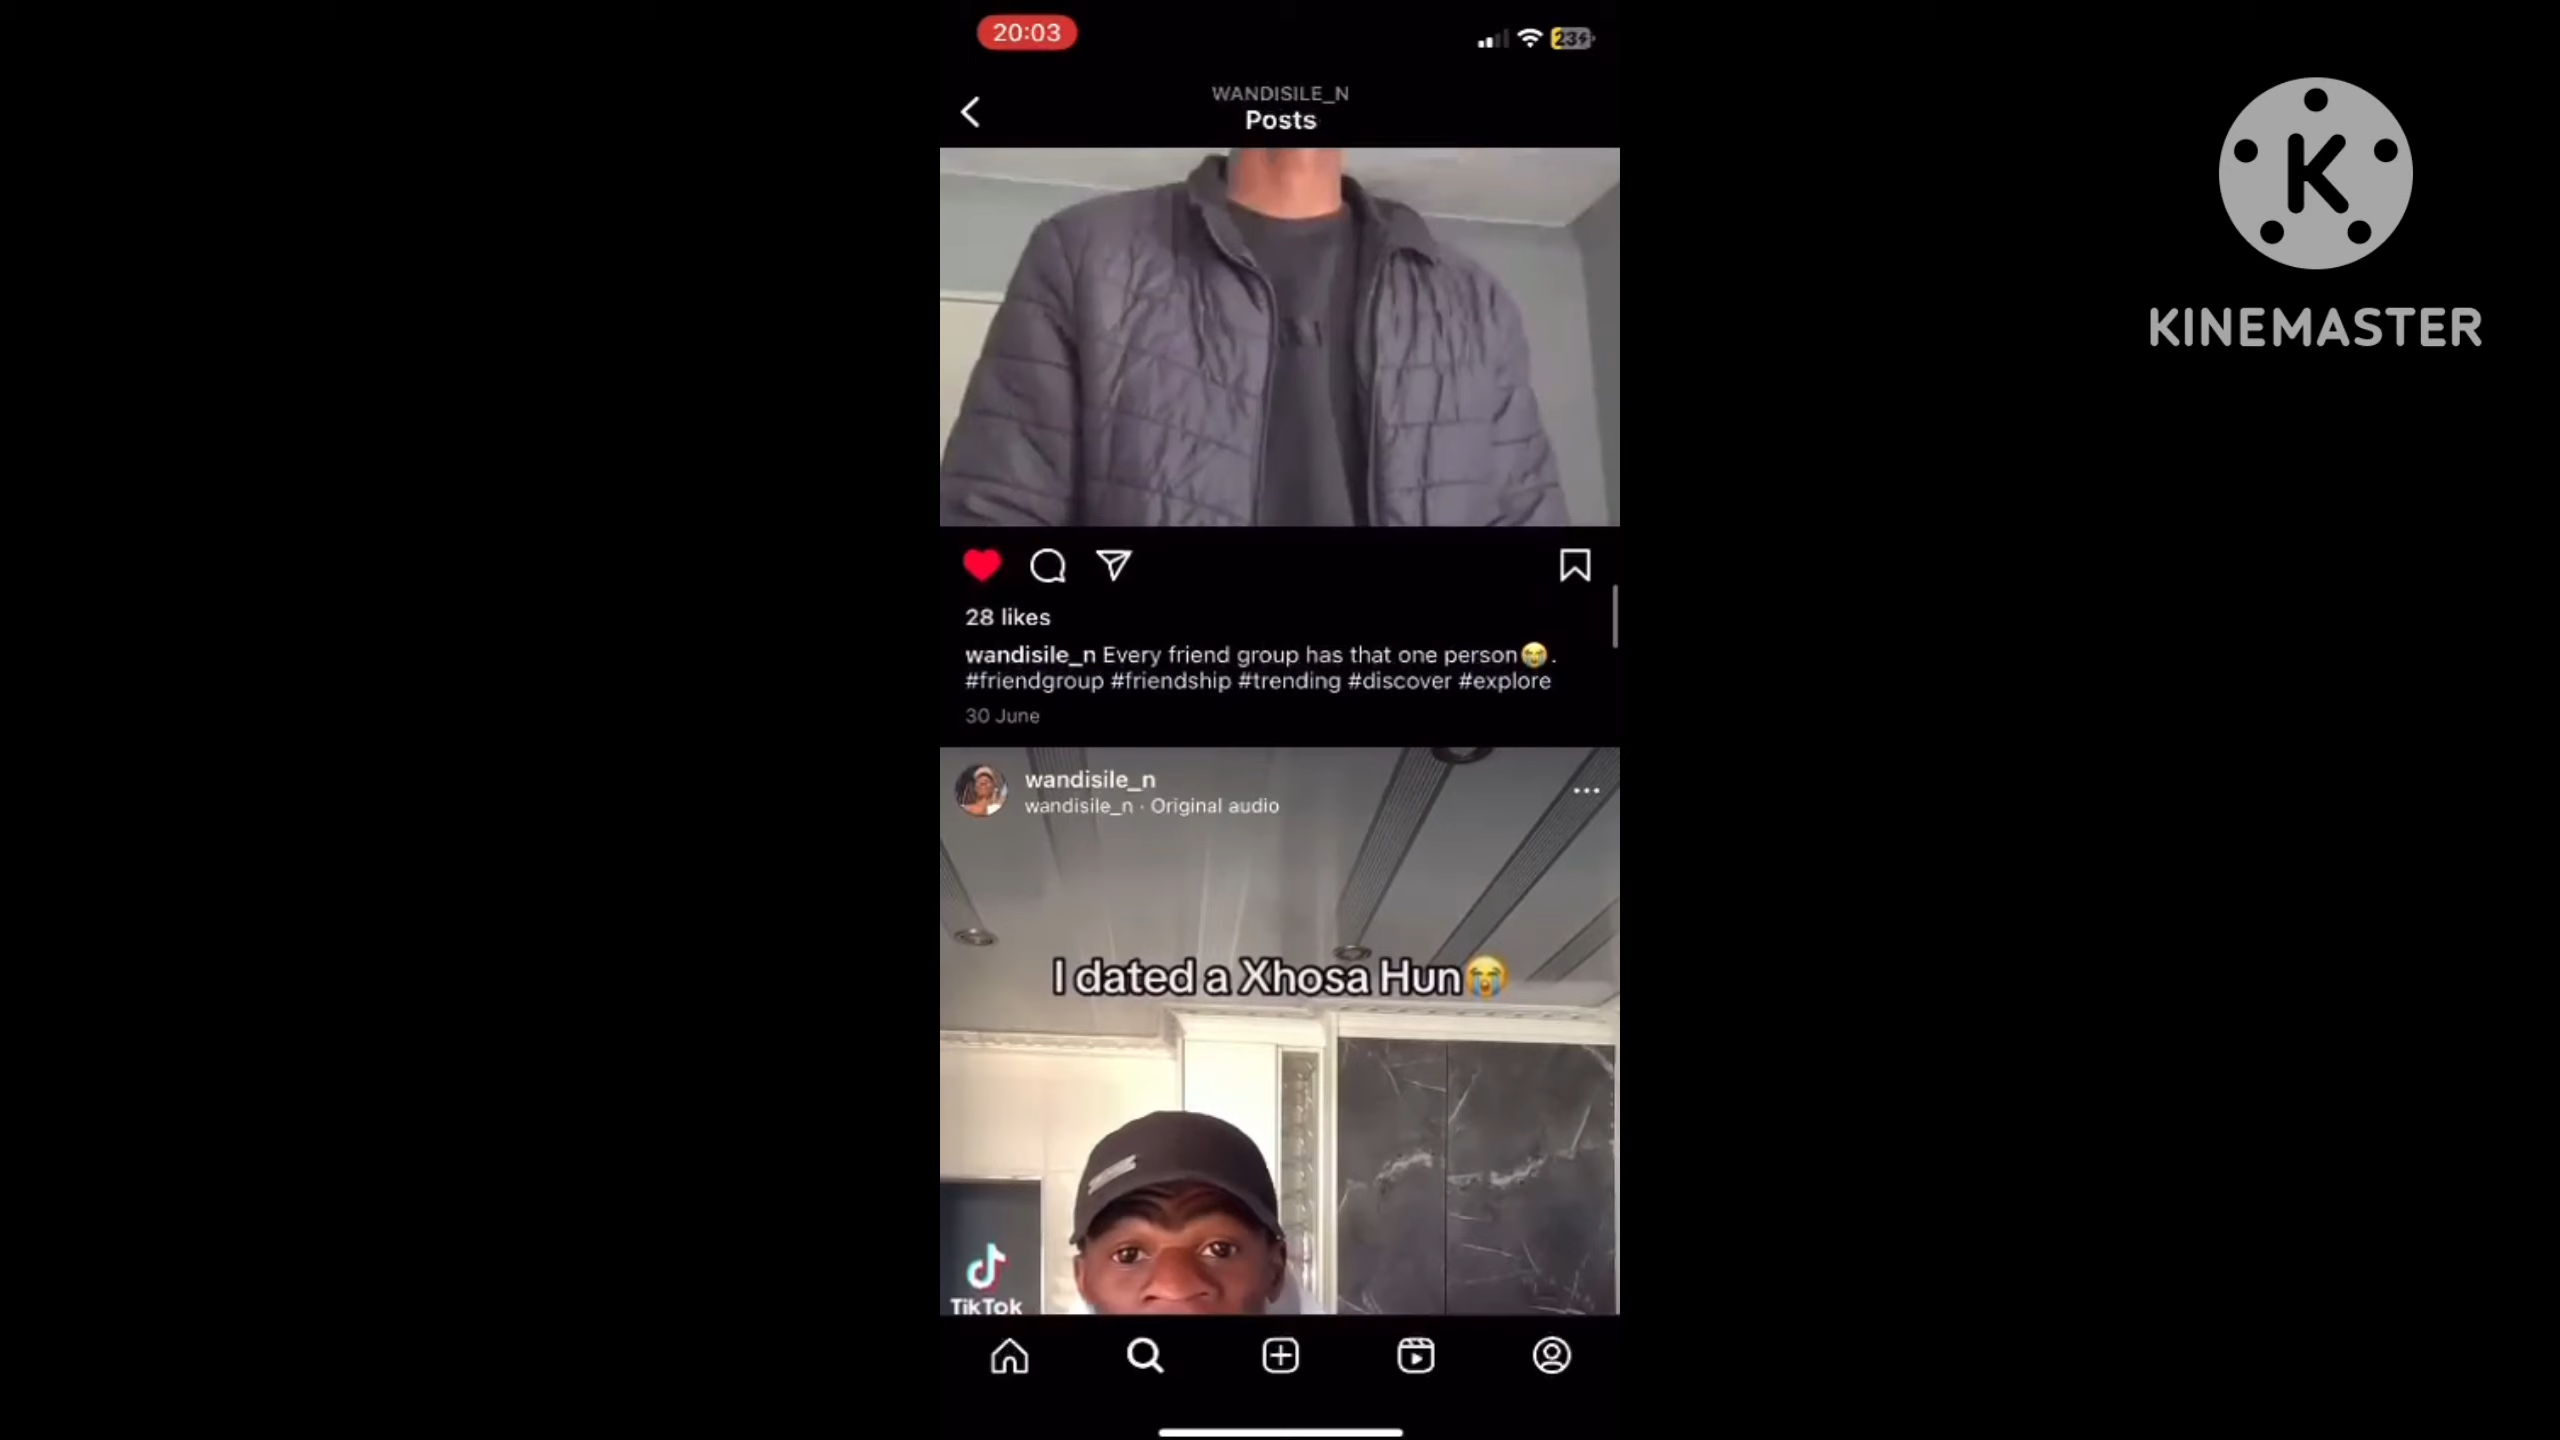 20:03
23
WANDISILE_N
Posts
K
KINEMASTER
28 likes
wandisile_n Every friend group has that one person😭.
#friendgroup #friendship #trending #discover #explore
30 June
wandisile_n
wandisile_n · Original audio
I dated a Xhosa Hun😭
TikTok